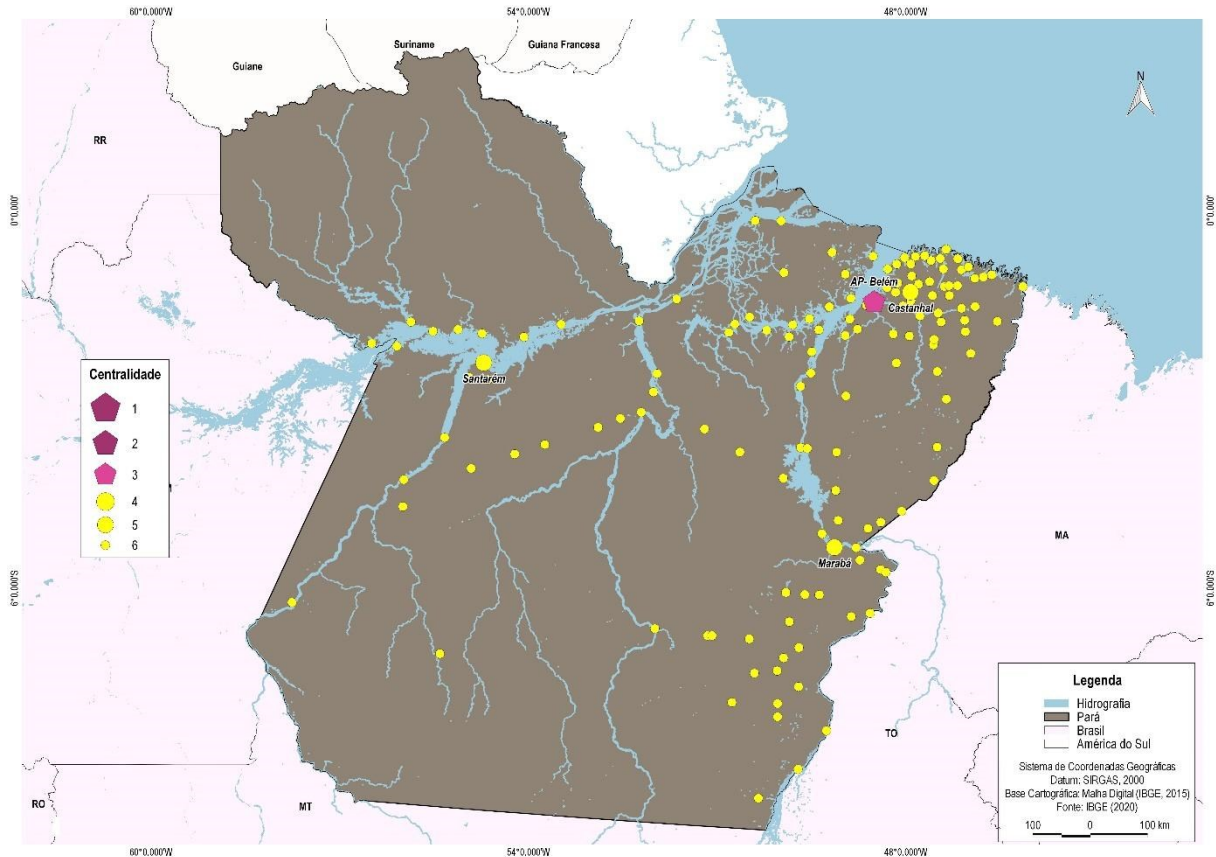 60°0.000'W
54°0.000'W
48°0.000'W
Suriname
Guiana Francesa
Guiane
N
RR
0°0.000'
0°0.000'
AP- Belém
Castanhal
Centralidade
1
2
3
4
5
6
Santarém
Marabá
MA
6°0.000'S
6°0.000'S
TO
RO
MT
Legenda
Hidrografia
Pará
Brasil
América do Sul
Sistema de Coordenadas Geográficas
Datum: SIRGAS, 2000
Base Cartográfica: Malha Digital (IBGE, 2015)
Fonte: IBGE (2020)
100 0 100 km
60°0.000'W
54°0.000'W
48°0.000'W